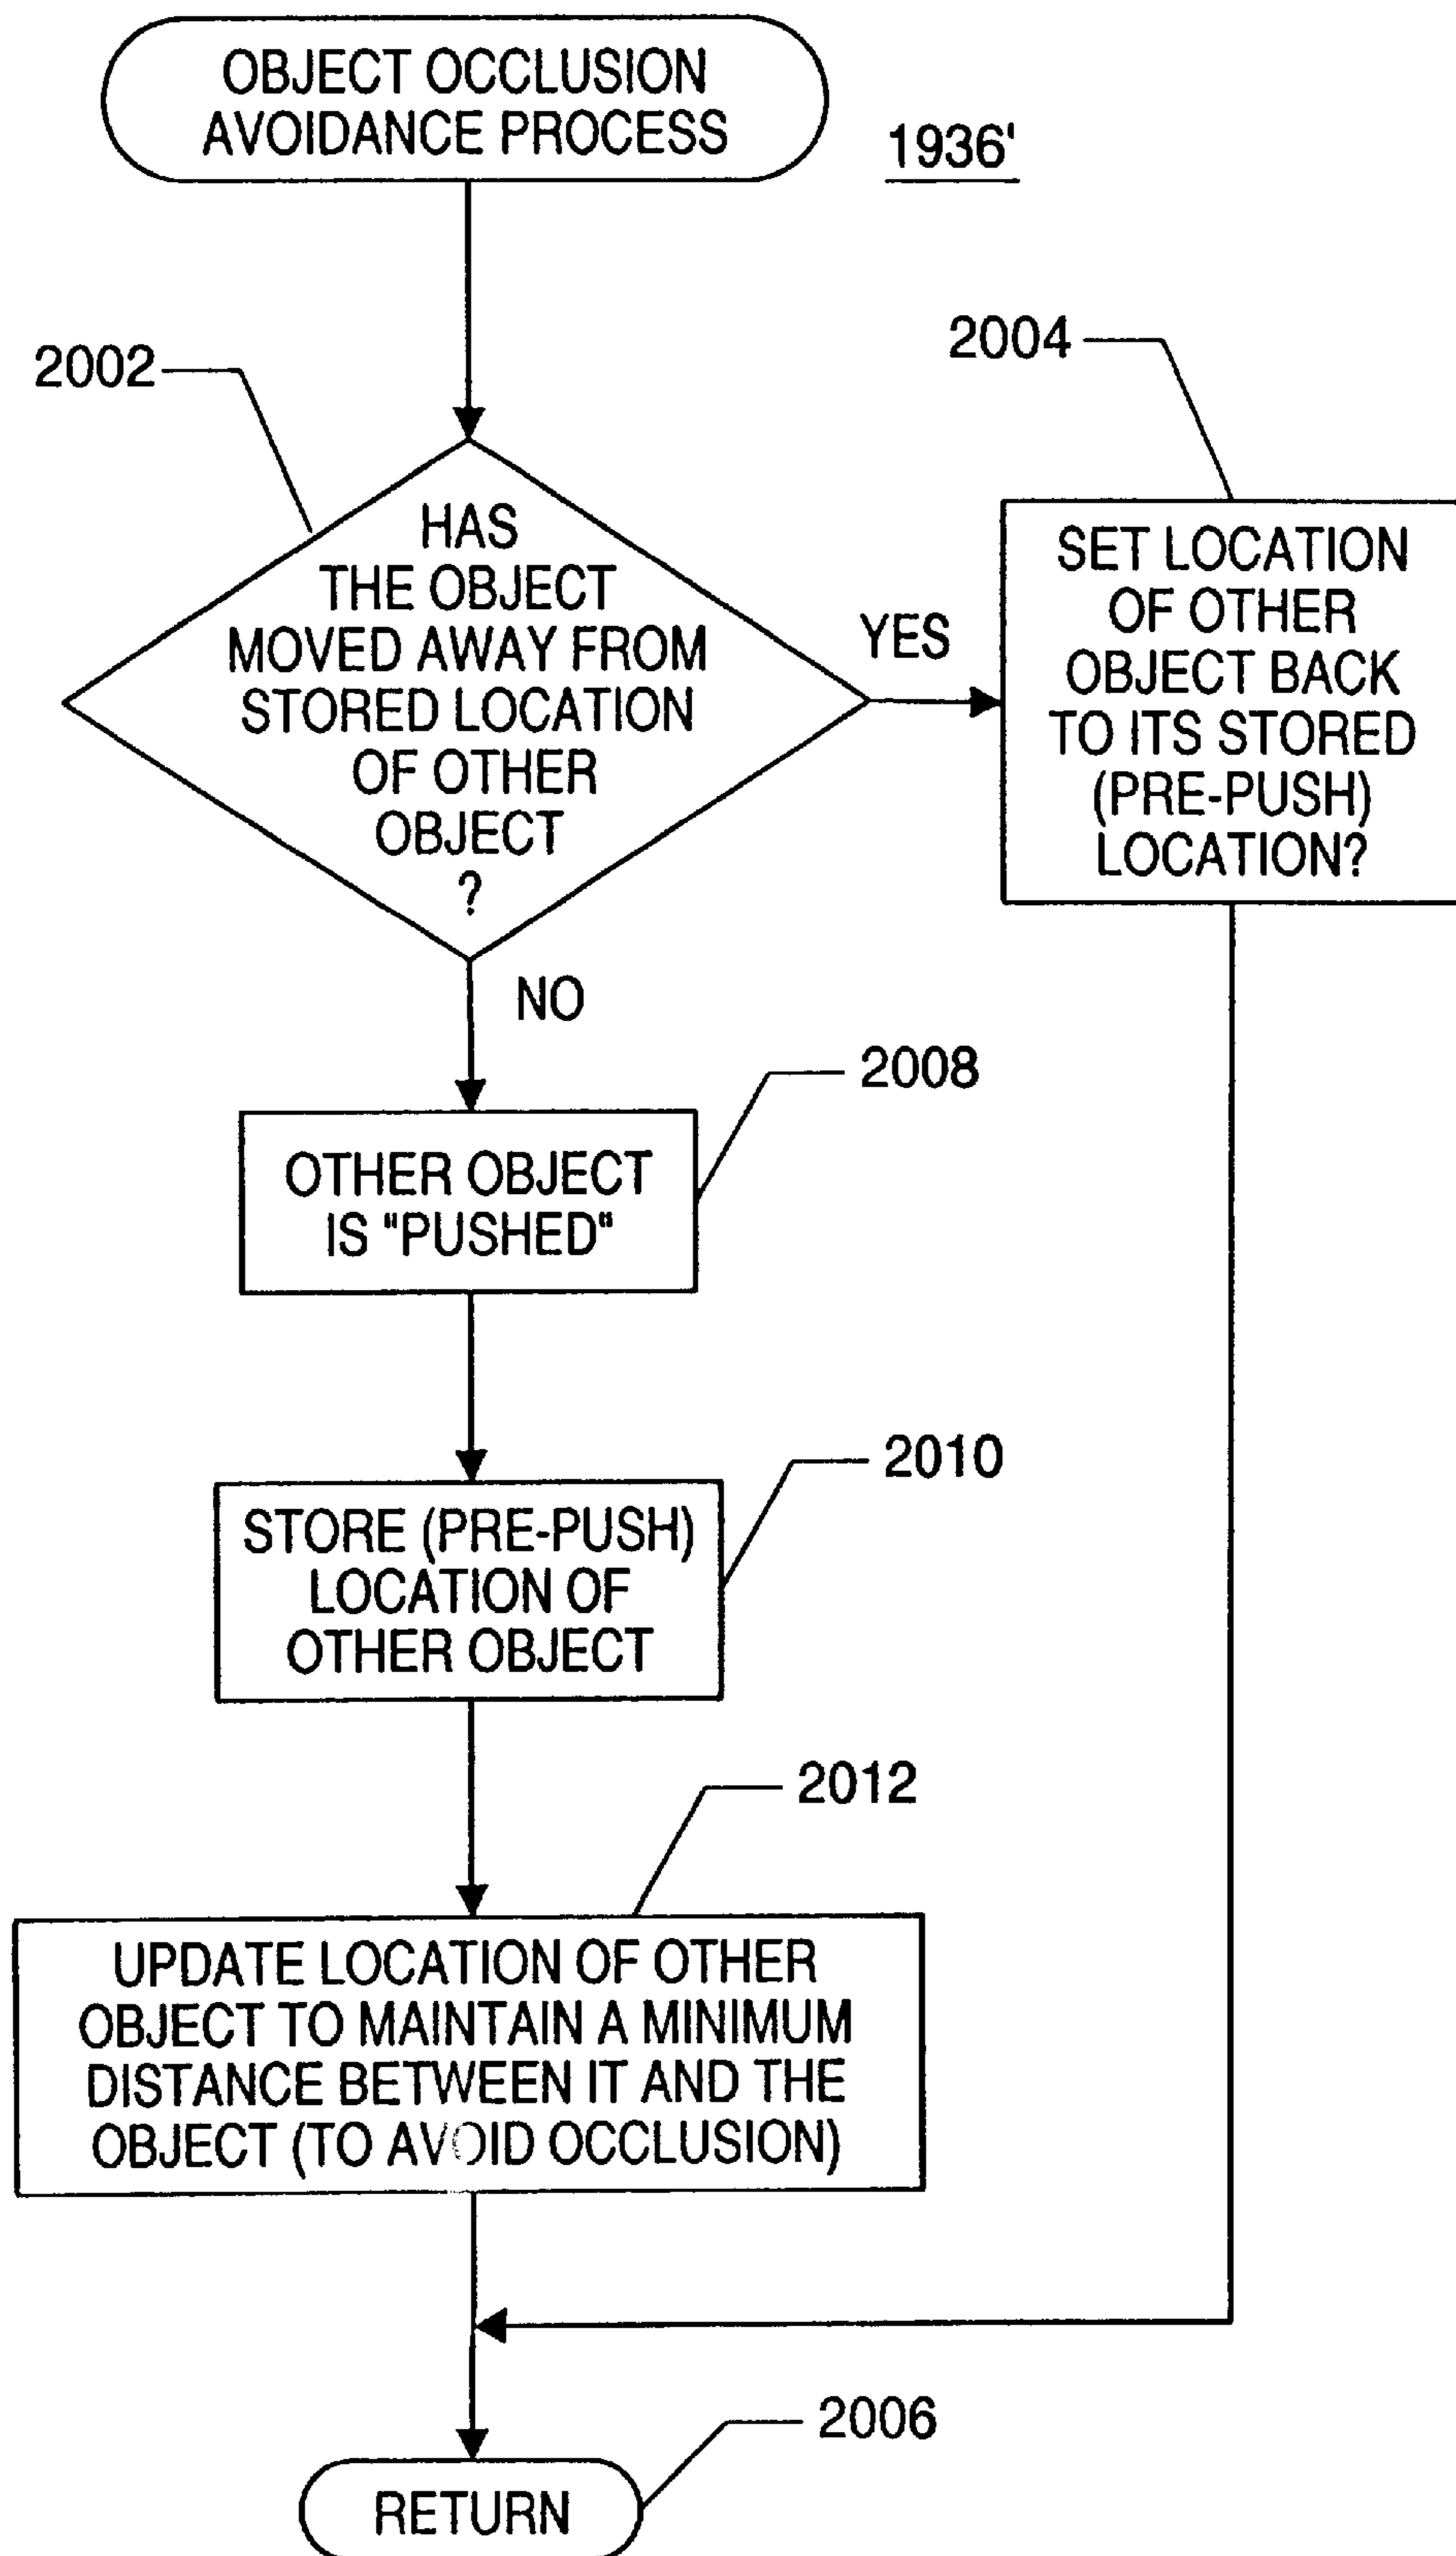 OBJECT OCCLUSION
AVOIDANCE PROCESS
1936'
2002
2004
HAS
THE OBJECT
MOVED AWAY FROM
STORED LOCATION
OF OTHER
OBJECT
?
YES
SET LOCATION
OF OTHER
OBJECT BACK
TO ITS STORED
(PRE-PUSH)
LOCATION?
NO
2008
OTHER OBJECT
IS "PUSHED"
2010
STORE (PRE-PUSH)
LOCATION OF
OTHER OBJECT
2012
UPDATE LOCATION OF OTHER
OBJECT TO MAINTAIN A MINIMUM
DISTANCE BETWEEN IT AND THE
OBJECT (TO AVOID OCCLUSION)
2006
RETURN